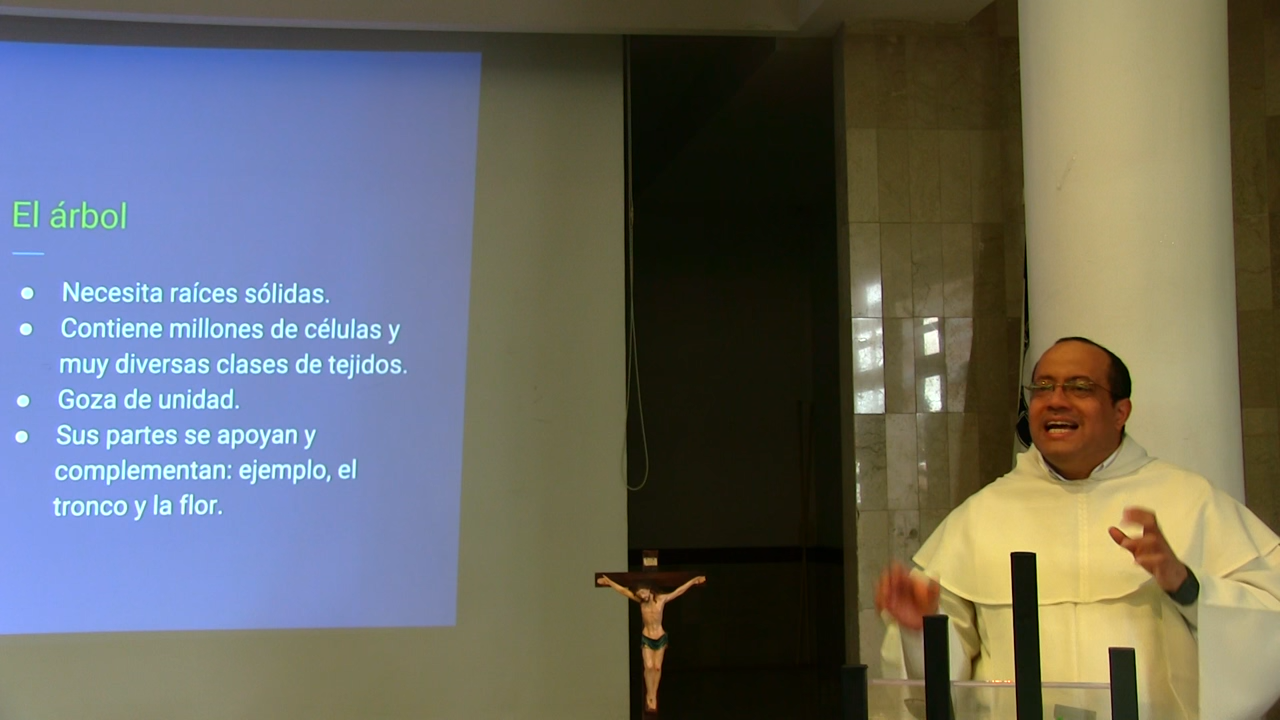 El árbol
● Necesita raíces sólidas.
● Contiene millones de células y
muy diversas clases de tejidos.
● Goza de unidad.
● Sus partes se apoyan y
complementan: ejemplo, el
tronco y la flor.